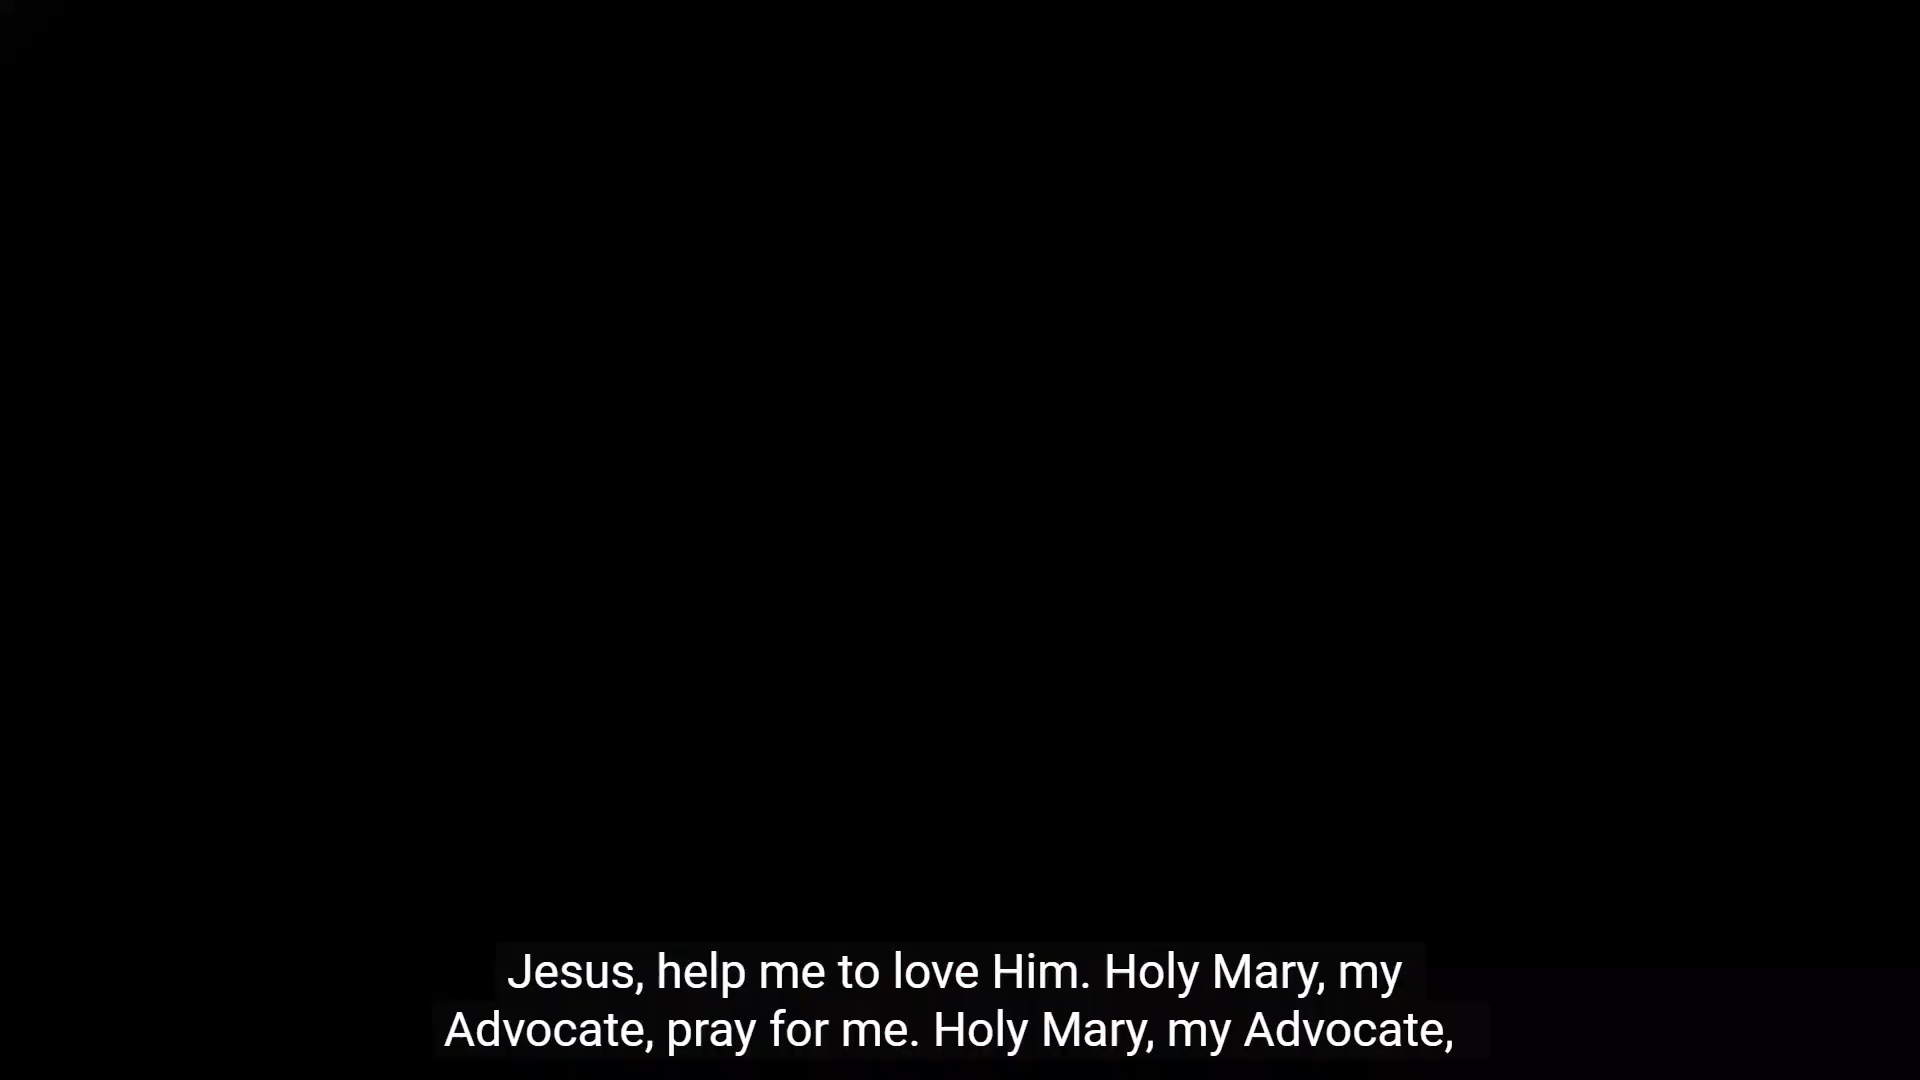 Jesus, help me to love Him. Holy Mary, my
Advocate, pray for me. Holy Mary, my Advocate,